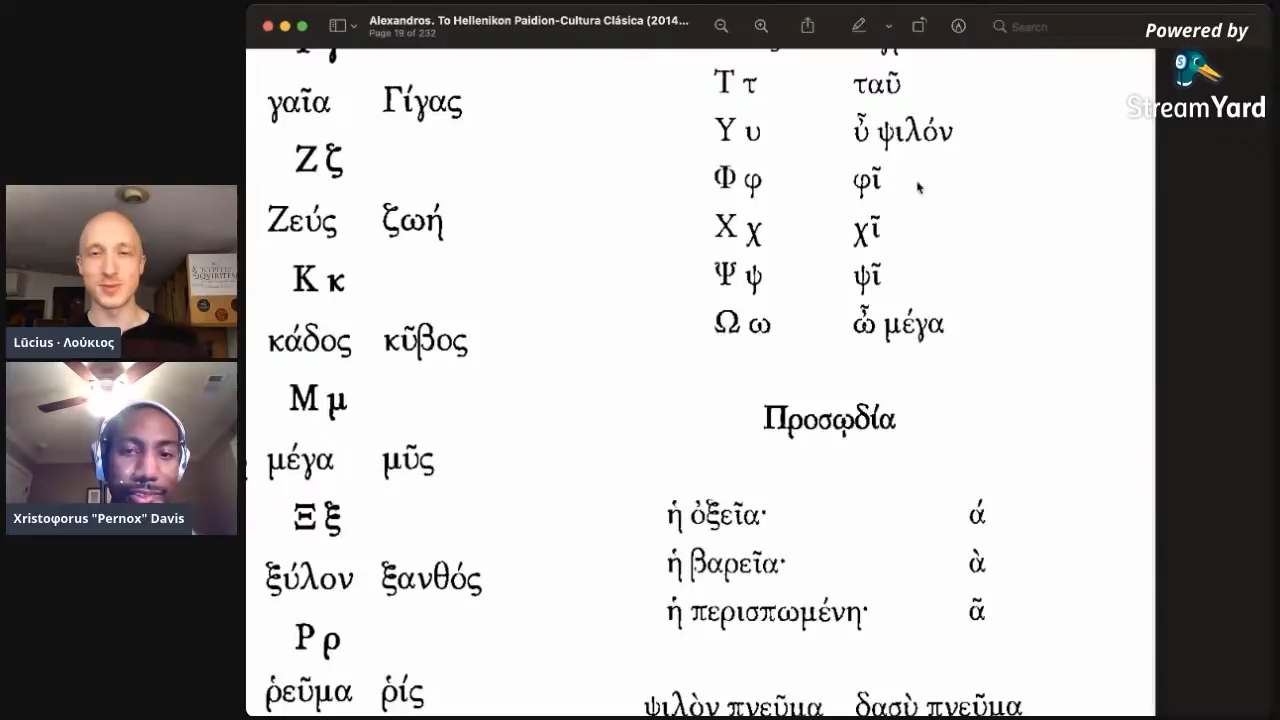 Alexandros. To Hellenikon Paidion-Cultura Clásica (2014...
Page 19 of 232
Search
Powered by
StreamYard
γαῖα Γίγας
Ζ ζ
Ζεύς ζωή
Κ κ
κάδος κῦβος
Μ μ
μέγα μῦς
Ξ ξ
ξύλον ξανθός
Ρ ρ
ῥεῦμα ῥίς
Τ τ ταῦ
Υ υ ὖ ψιλόν
Φ φ φῖ
Χ χ χῖ
Ψ ψ ψῖ
Ω ω ὦ μέγα
Προσῳδία
ἡ ὀξεῖα· ά
ἡ βαρεῖα· ὰ
ἡ περισπωμένη· ᾶ
ψιλὸν πνεῦμα δασὺ πνεῦμα
Lūcius · Λούκιος
Xristoφorus "Pernox" Davis